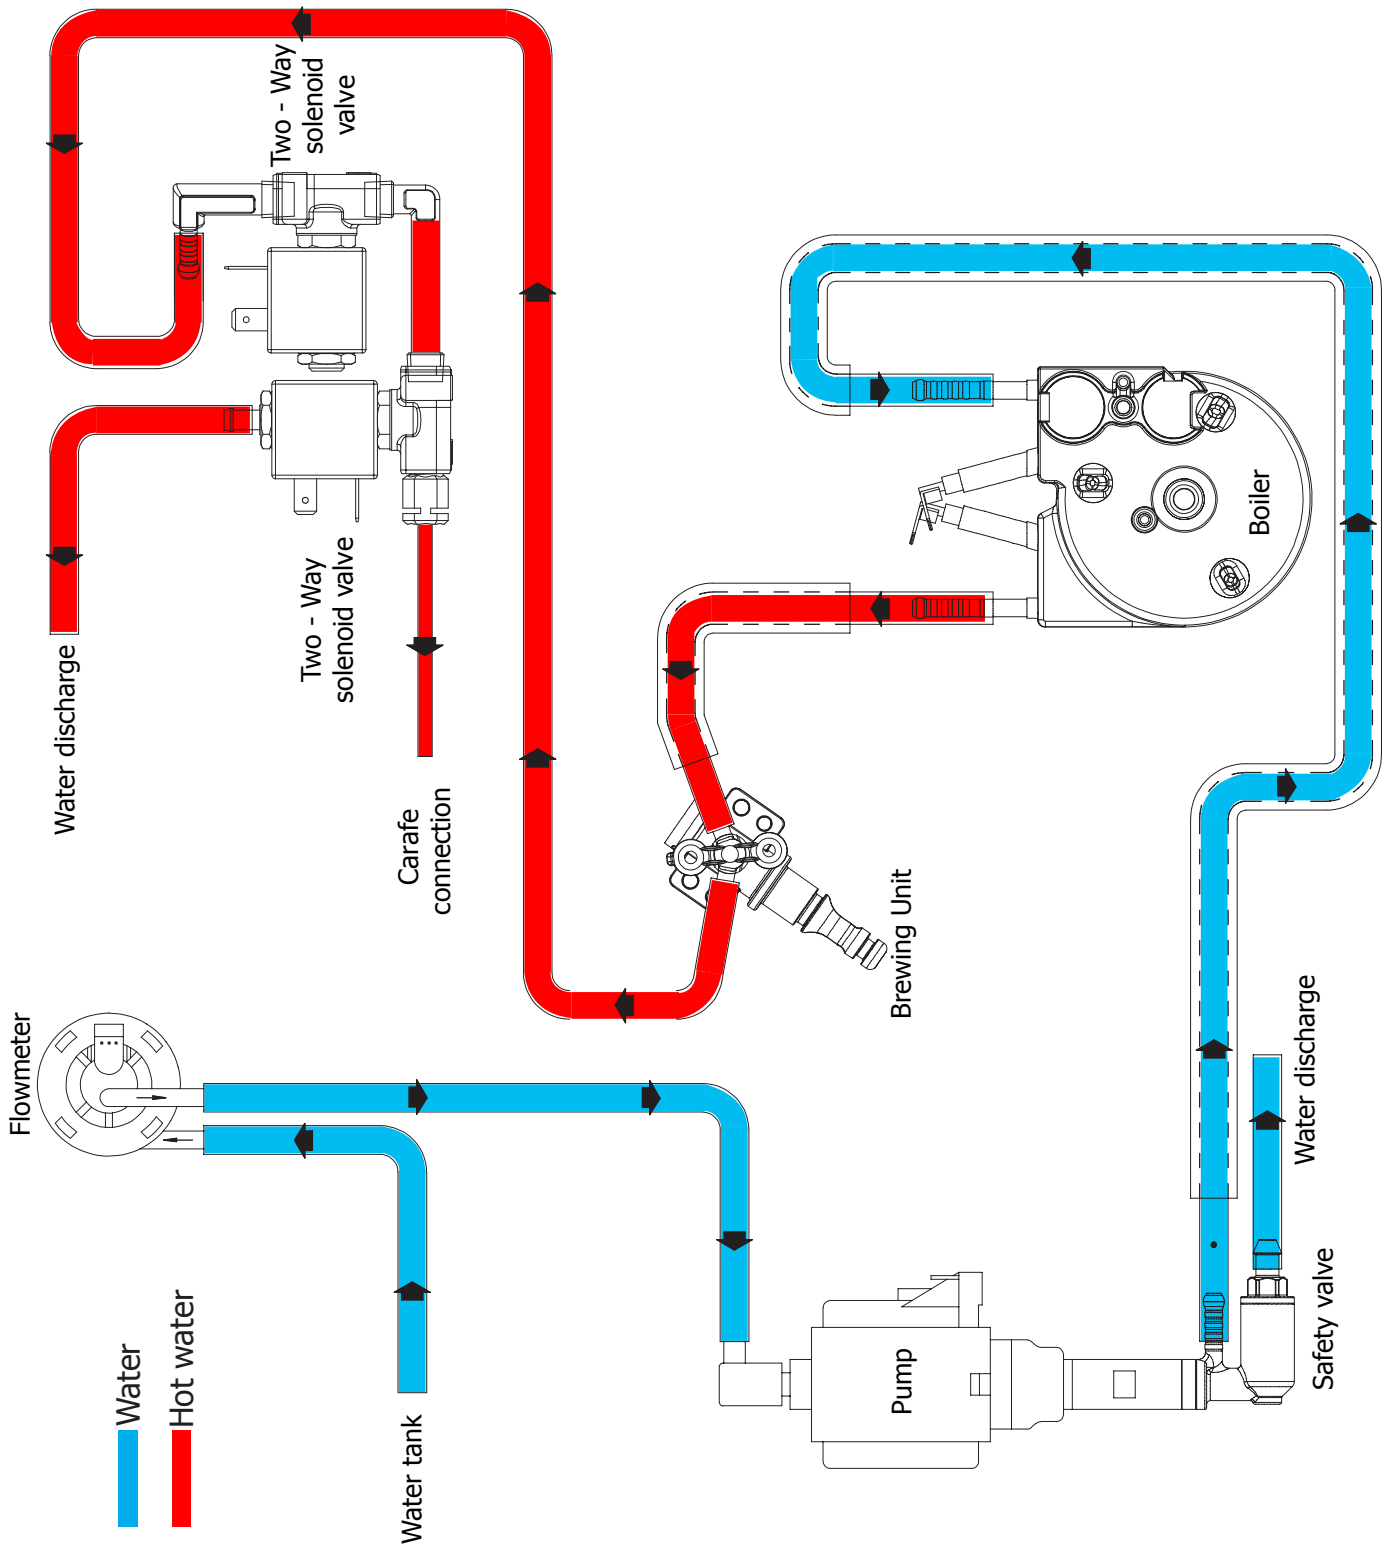 Water
Hot water
Water tank
Flowmeter
Pump
Safety valve
Water discharge
Brewing Unit
Boiler
Carafe
connection
Water discharge
Two - Way
solenoid valve
Two - Way
solenoid
valve